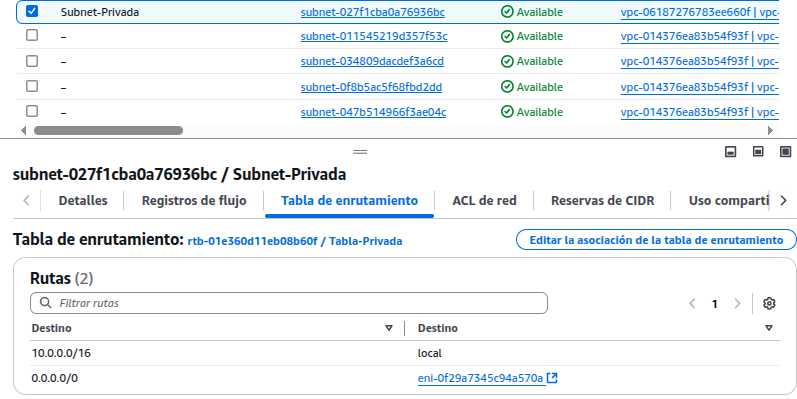 Subnet-Privada subnet-027f1cba0a76936bc Available vpc-06187276783ee660f | vpc-
– subnet-011545219d357f53c Available vpc-014376ea83b54f93f | vpc-
– subnet-034809dacdef3a6cd Available vpc-014376ea83b54f93f | vpc-
– subnet-0f8b5ac5f68fbd2dd Available vpc-014376ea83b54f93f | vpc-
– subnet-047b514966f3ae04c Available vpc-014376ea83b54f93f | vpc-
subnet-027f1cba0a76936bc / Subnet-Privada
Detalles Registros de flujo Tabla de enrutamiento ACL de red Reservas de CIDR Uso comparti
Tabla de enrutamiento: rtb-01e360d11eb08b60f / Tabla-Privada Editar la asociación de la tabla de enrutamiento
Rutas (2)
Filtrar rutas 1
Destino Destino
10.0.0.0/16 local
0.0.0.0/0 eni-0f29a7345c94a570a